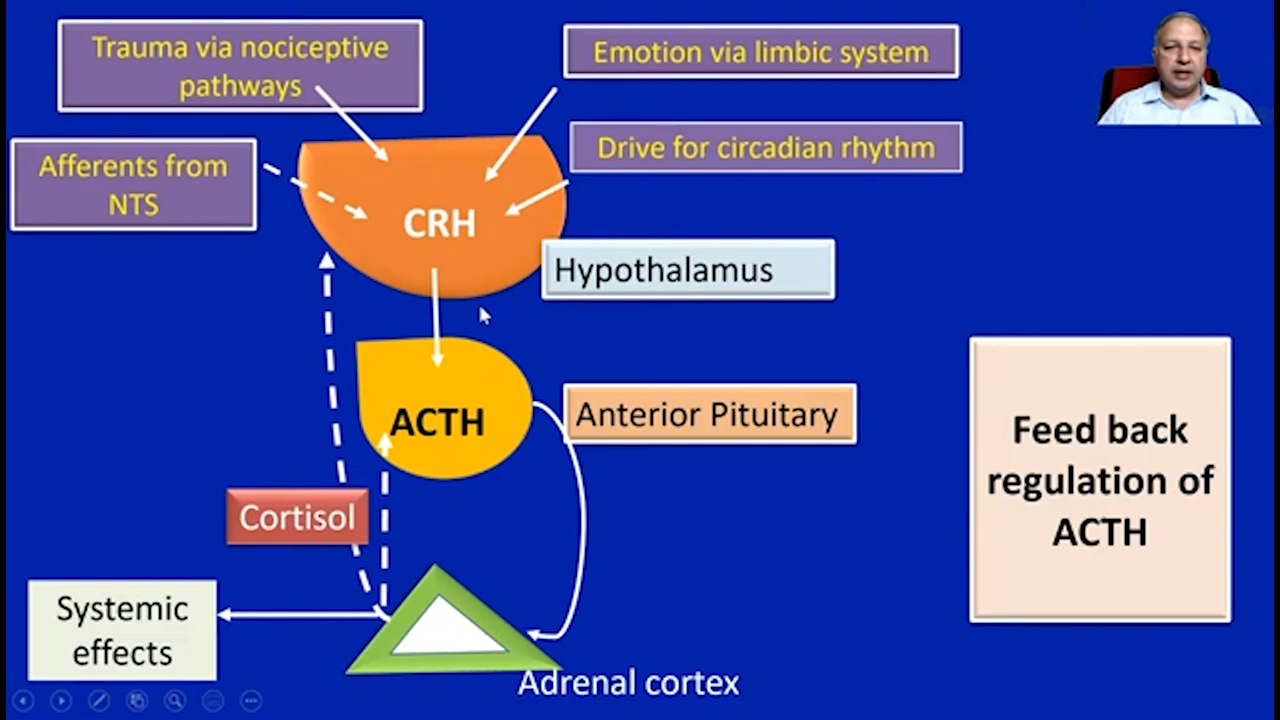 Trauma via nociceptive
pathways
Emotion via limbic system
Afferents from
NTS
Drive for circadian rhythm
CRH
Hypothalamus
ACTH
Anterior Pituitary
Feed back
regulation of
ACTH
Cortisol
Systemic
effects
Adrenal cortex